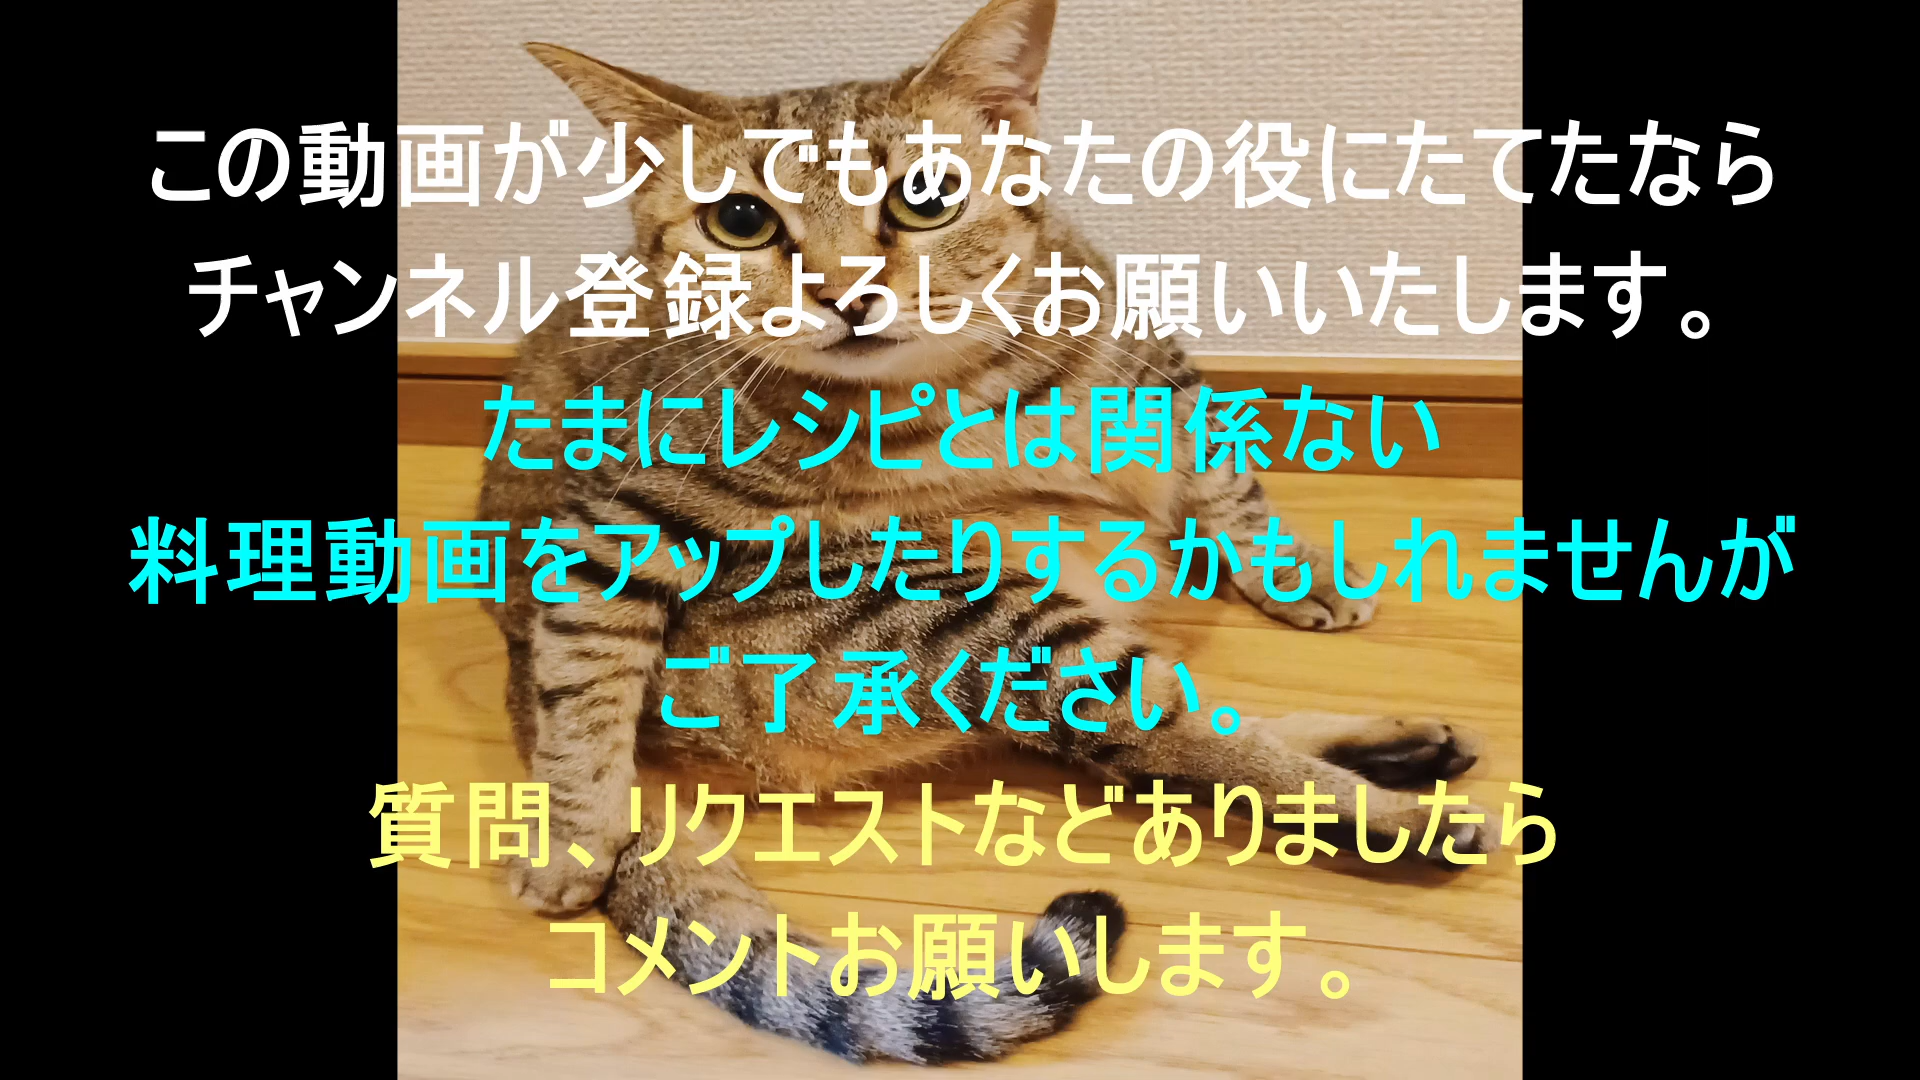 この動画が少しでもあなたの役にたてたなら
チャンネル登録よろしくお願いいたします。
たまにレシピとは関係ない
料理動画をアップしたりするかもしれませんが
ご了承ください。
質問、リクエストなどありましたら
コメントお願いします。